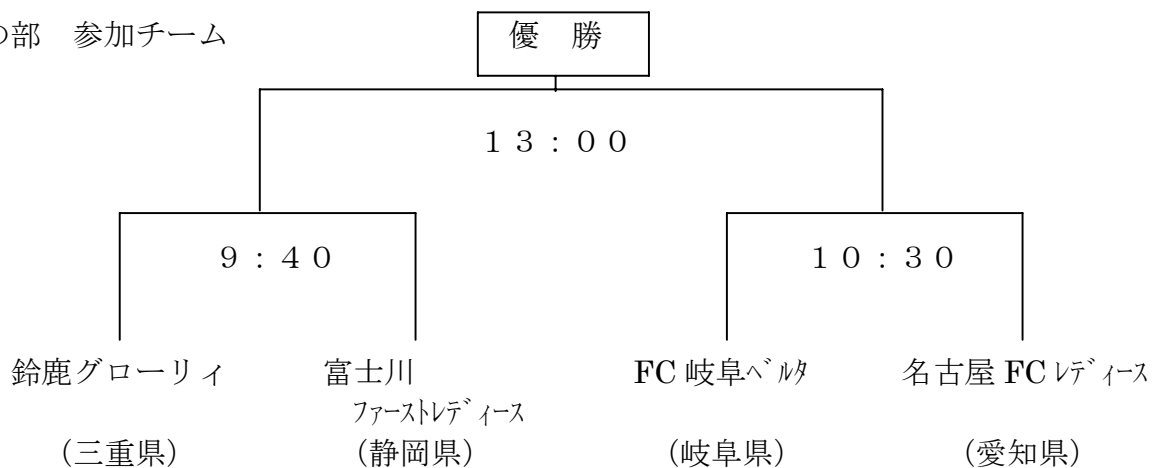 の部　参加チーム
優　勝
１３：００
９：４０
１０：３０
鈴鹿グローリィ
富士川
ﾌｧｰｽﾄﾚﾃﾞｨｰｽ
FC 岐阜ﾍﾞﾙﾀ
名古屋 FC ﾚﾃﾞｨｰｽ
（三重県）
（静岡県）
（岐阜県）
（愛知県）